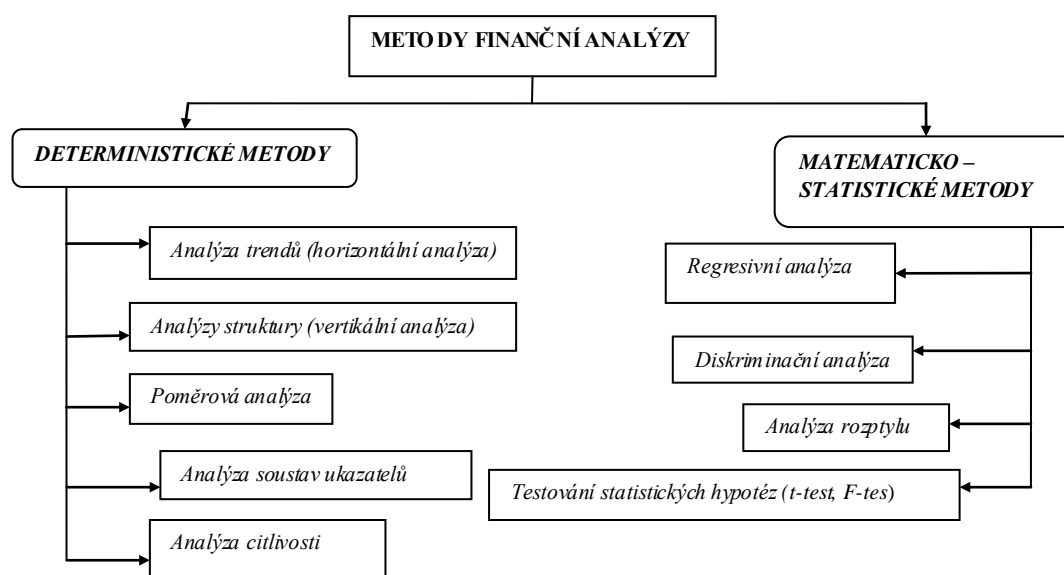 METODY FINANČNÍ ANALÝZY
DETERMINISTICKÉ METODY
Analýza trendů (horizontální analýza)
Analýzy struktury (vertikální analýza)
Poměrová analýza
Analýza soustav ukazatelů
Analýza citlivosti
MATEMATICKO –
STATISTICKÉ METODY
Regresivní analýza
Diskriminační analýza
Analýza rozptylu
Testování statistických hypotéz (t-test, F-tes)